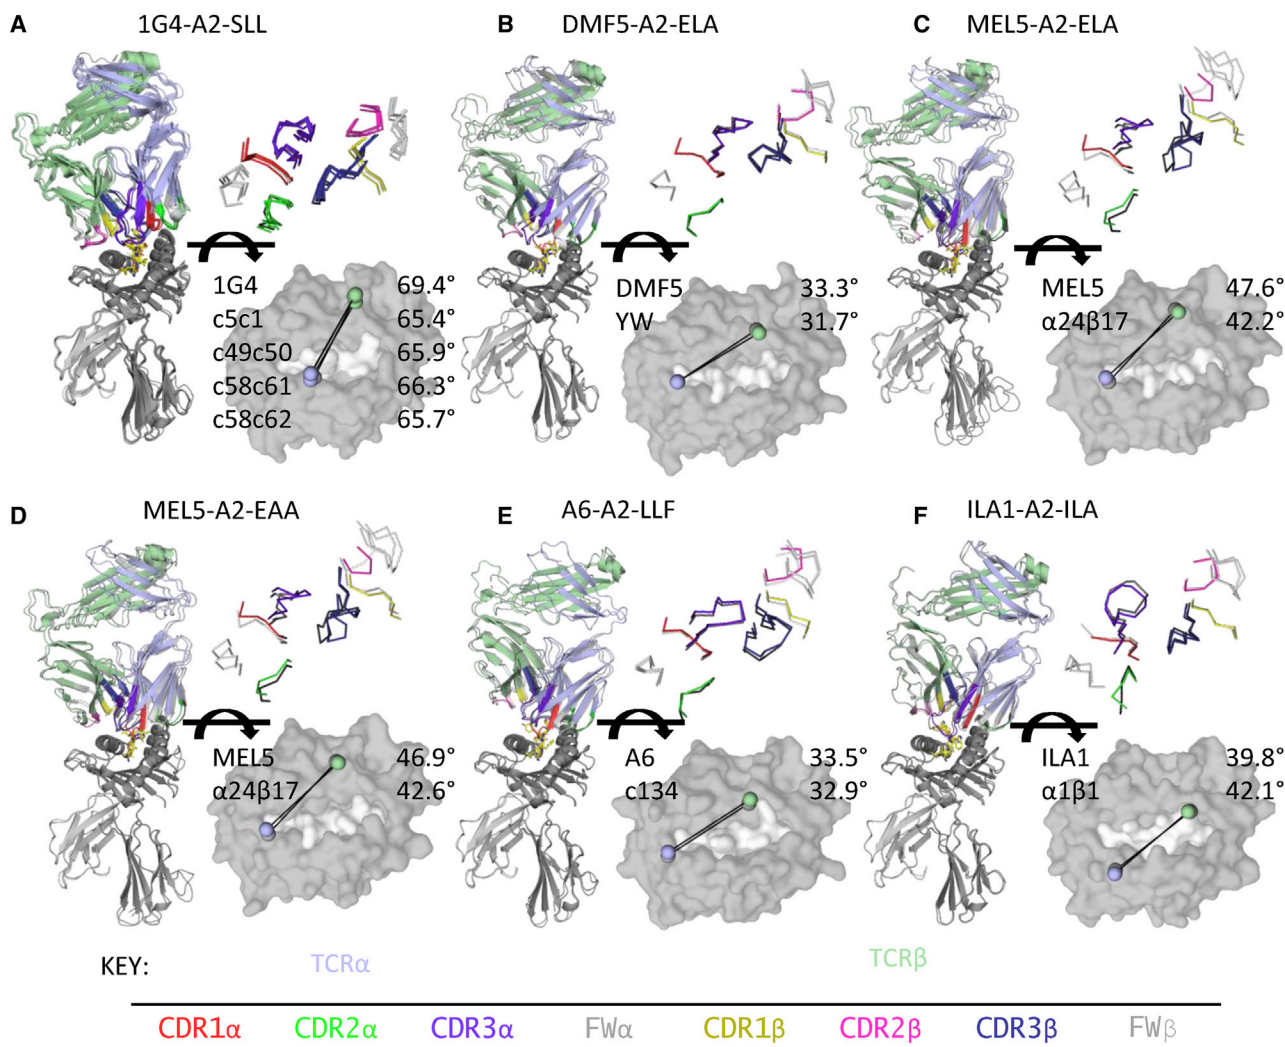 A 1G4-A2-SLL
1G4 69.4°
c5c1 65.4°
c49c50 65.9°
c58c61 66.3°
c58c62 65.7°
B DMF5-A2-ELA
DMF5 33.3°
YW 31.7°
C MEL5-A2-ELA
MEL5 47.6°
α24β17 42.2°
D MEL5-A2-EAA
MEL5 46.9°
α24β17 42.6°
E A6-A2-LLF
A6 33.5°
c134 32.9°
F ILA1-A2-ILA
ILA1 39.8°
α1β1 42.1°
KEY: TCRα TCRβ
CDR1α CDR2α CDR3α FWα CDR1β CDR2β CDR3β FWβ